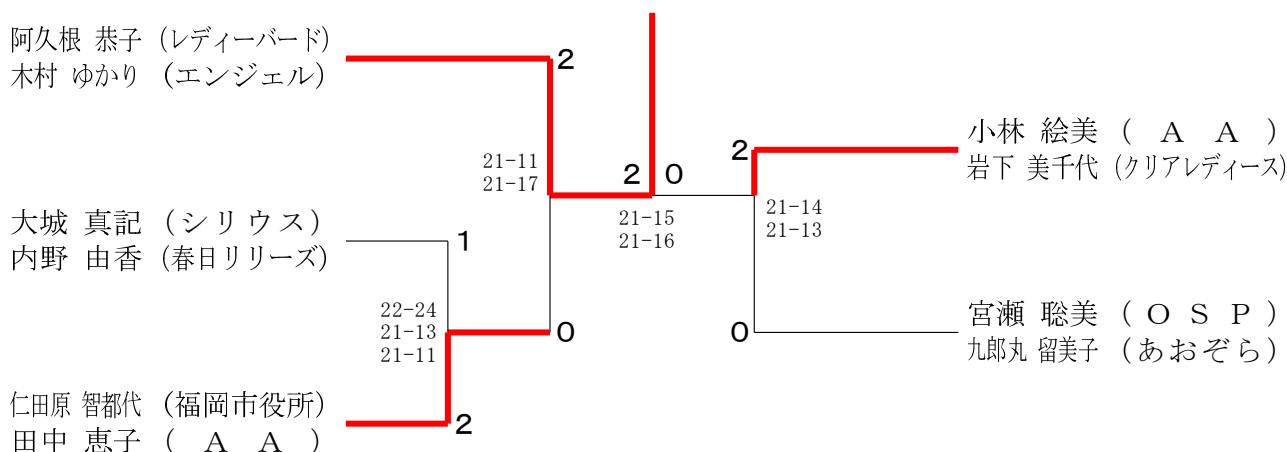 阿久根 恭子 (レディーバード)
木村 ゆかり (エンジェル)
2
21-11
21-17
大城 真記 (シリウス)
内野 由香 (春日リリーズ)
1
22-24
21-13
21-11
0
仁田原 智都代 (福岡市役所)
田中 恵子 ( A A )
2
2 0
21-15
21-16
小林 絵美 ( A A )
岩下 美千代 (クリアレディース)
2
21-14
21-13
宮瀬 聡美 ( O S P )
九郎丸 留美子 (あおぞら)
0